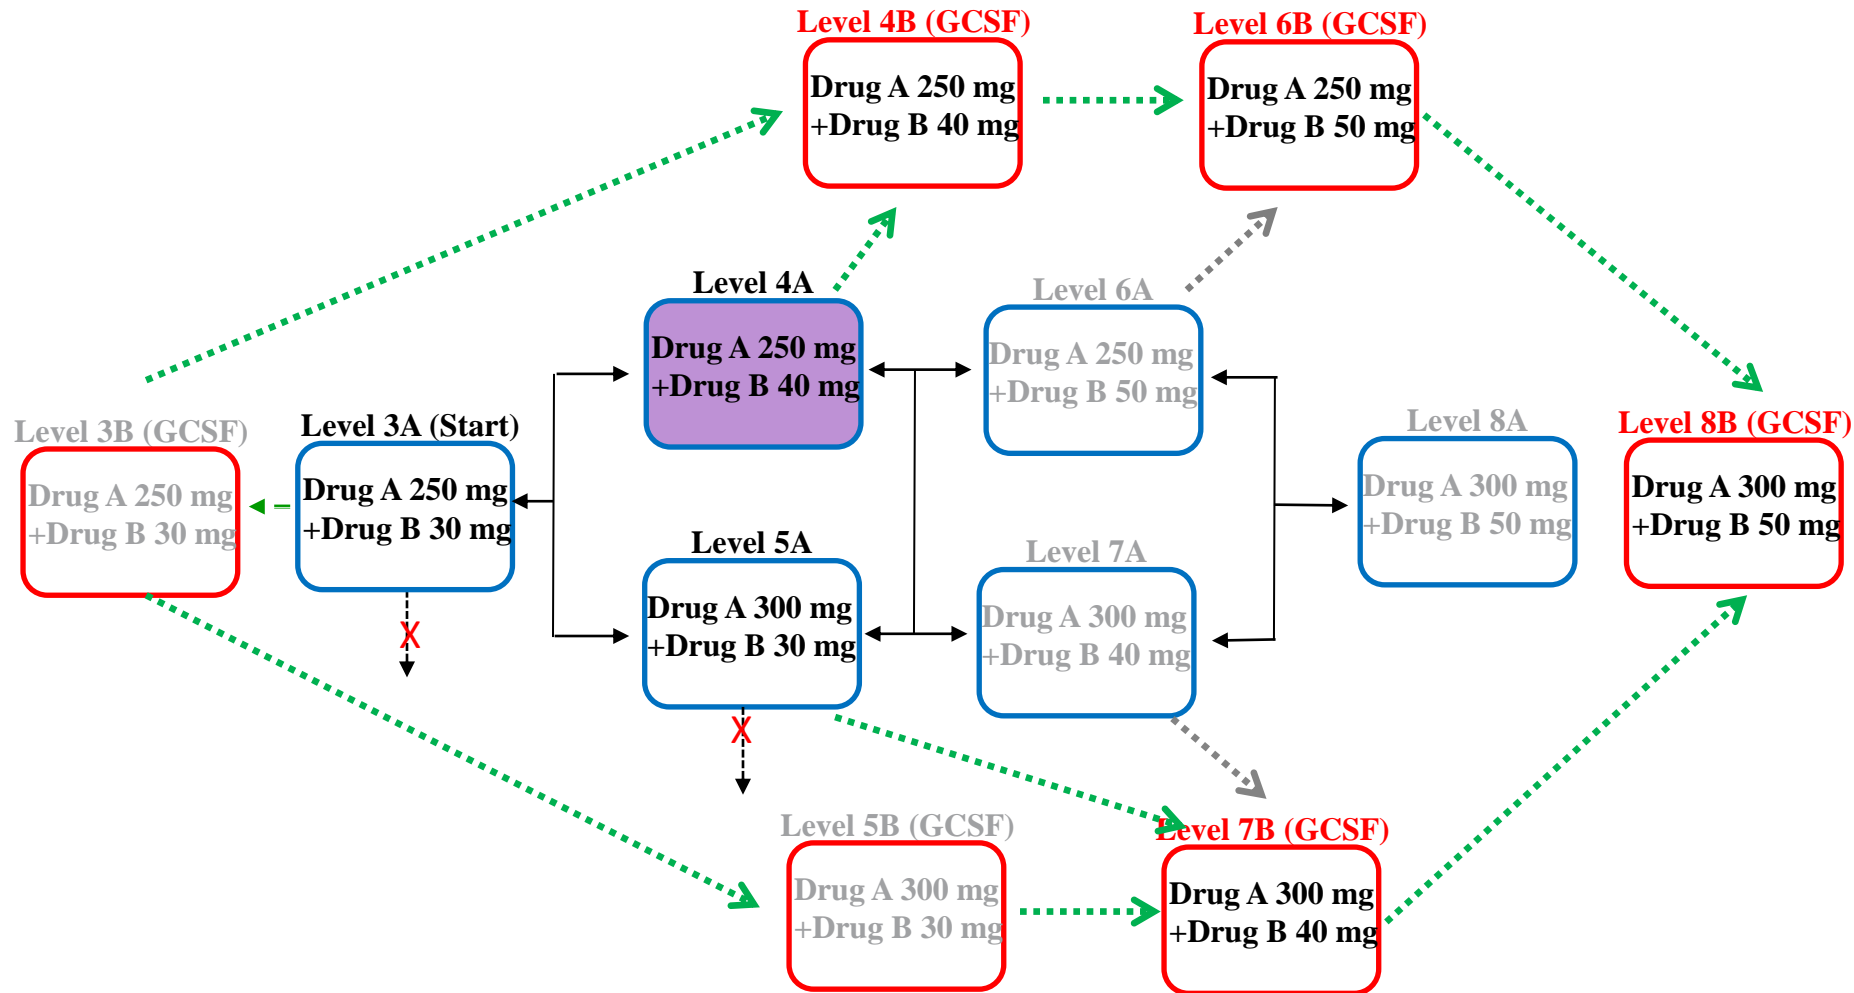 Level 4B (GCSF)
Drug A 250 mg
+Drug B 40 mg
Level 6B (GCSF)
Drug A 250 mg
+Drug B 50 mg
Level 4A
Drug A 250 mg
+Drug B 40 mg
Level 6A
Drug A 250 mg
+Drug B 50 mg
Level 3B (GCSF)
Drug A 250 mg
+Drug B 30 mg
Level 3A (Start)
Drug A 250 mg
+Drug B 30 mg
X
Level 8A
Drug A 300 mg
+Drug B 50 mg
Level 8B (GCSF)
Drug A 300 mg
+Drug B 50 mg
Level 5A
Drug A 300 mg
+Drug B 30 mg
X
Level 7A
Drug A 300 mg
+Drug B 40 mg
Level 5B (GCSF)
Drug A 300 mg
+Drug B 30 mg
Level 7B (GCSF)
Drug A 300 mg
+Drug B 40 mg